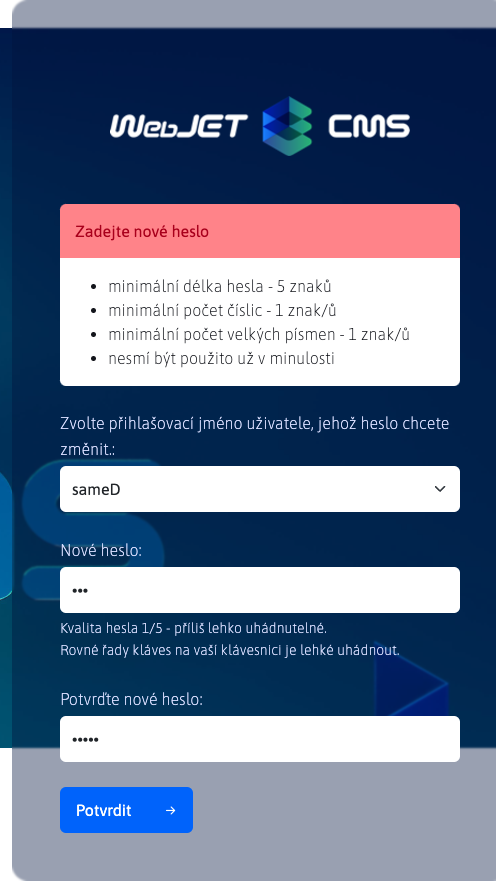 WebJET CMS
Zadejte nové heslo
minimální délka hesla - 5 znaků
minimální počet číslic - 1 znak/ů
minimální počet velkých písmen - 1 znak/ů
nesmí být použito už v minulosti
Zvolte přihlašovací jméno uživatele, jehož heslo chcete
změnit.:
sameD
Nové heslo:
•••
Kvalita hesla 1/5 - příliš lehko uhádnutelné.
Rovné řady kláves na vaší klávesnici je lehké uhádnout.
Potvrďte nové heslo:
•••••
Potvrdit →